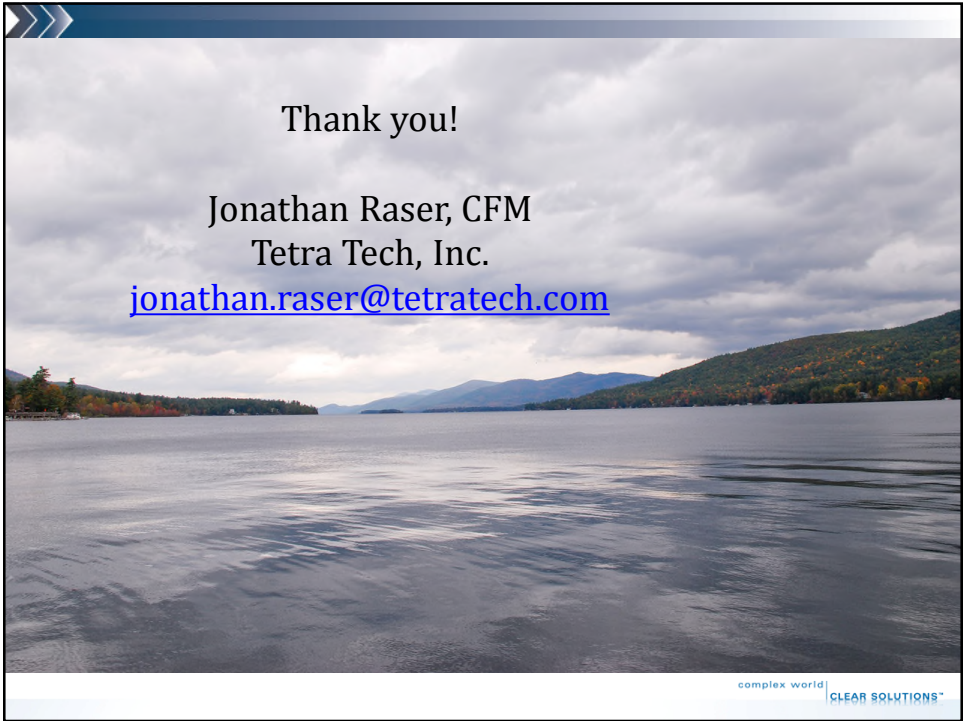 Thank you!
Jonathan Raser, CFM
Tetra Tech, Inc.
jonathan.raser@tetratech.com
complex world
CLEAR SOLUTIONS™